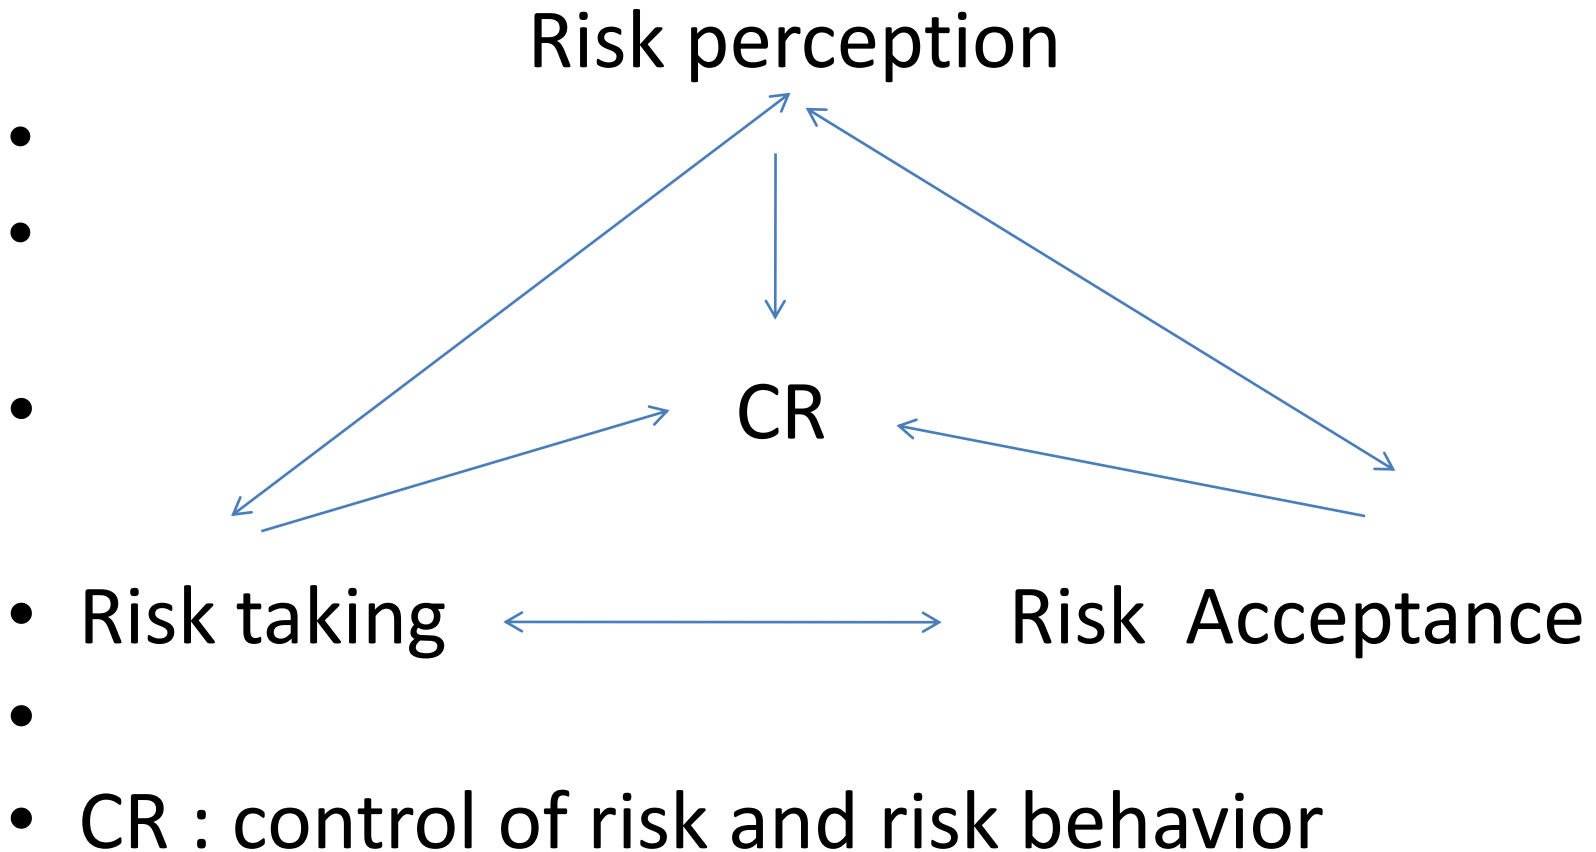 Risk perception
CR
• Risk taking Risk Acceptance
• CR : control of risk and risk behavior